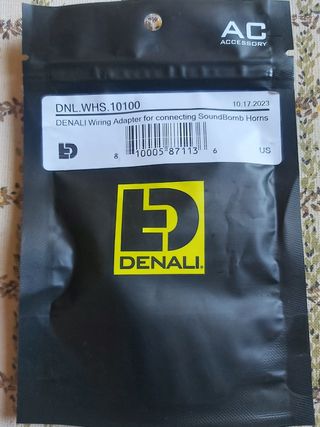 AC
ACCESSORY
DNL.WHS.10100 10.17.2023
DENALI Wiring Adapter for connecting SoundBomb Horns
8 10005 87113 6 US
DENALI.